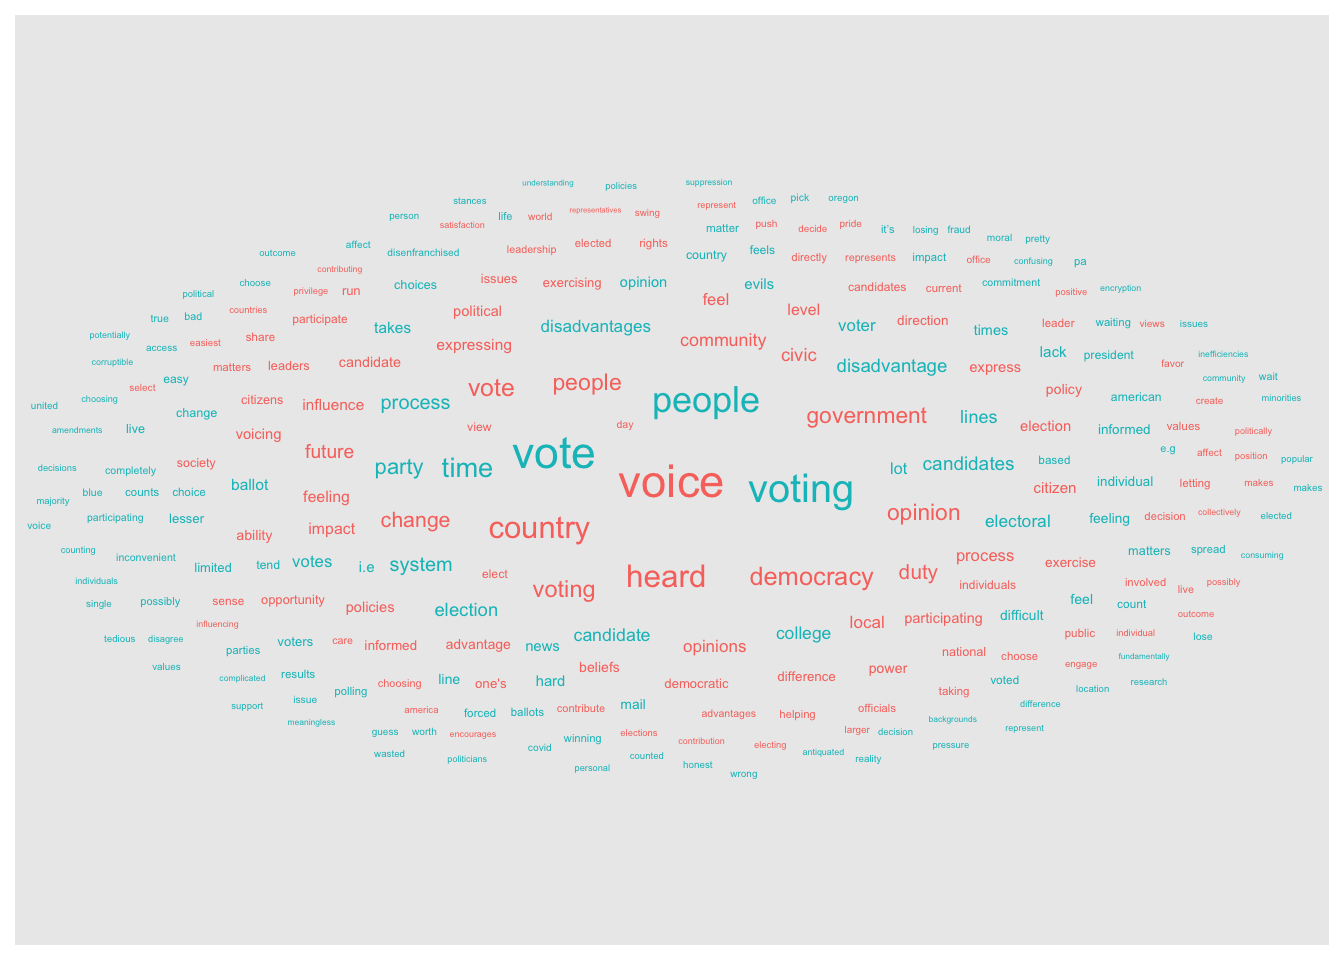 understanding policies suppression
stances office pick oregon
person life world representatives swing represent
satisfaction matter push decide pride it's losing fraud
affect disenfranchised leadership elected rights moral pretty
outcome country feels directly represents impact office confusing pa
contributing
choose choices issues exercising opinion evils candidates current commitment encryption
political privilege run feel positive
countries participate political level
true bad takes disadvantages voter direction times leader waiting views issues
potentially access easiest share expressing community
corruptible matters leaders candidate civic disadvantage express lack president favor inefficiencies
select easy vote people policy community wait
united choosing change citizens influence process people american create minorities
amendments live voicing view day government lines election informed values politically
decisions completely society future party time vote lot candidates based e.g affect position popular
majority blue counts choice ballot feeling voice voting citizen individual letting makes makes
voice participating lesser impact change country opinion electoral feeling decision collectively elected
counting inconvenient ability process matters spread consuming
individuals limited tend votes i.e system elect heard democracy duty individuals exercise involved live possibly
single possibly sense opportunity policies election voting feel count
influencing local participating difficult outcome
tedious disagree parties voters care informed advantage news candidate opinions college public individual lose
values complicated results beliefs difference power national choose engage fundamentally
support issue polling choosing line one's hard democratic taking voted location research
meaningless america forced ballots contribute mail advantages helping officials backgrounds difference
guess worth encourages winning elections contribution larger decision represent
wasted politicians covid counted electing antiquated reality pressure
personal honest wrong